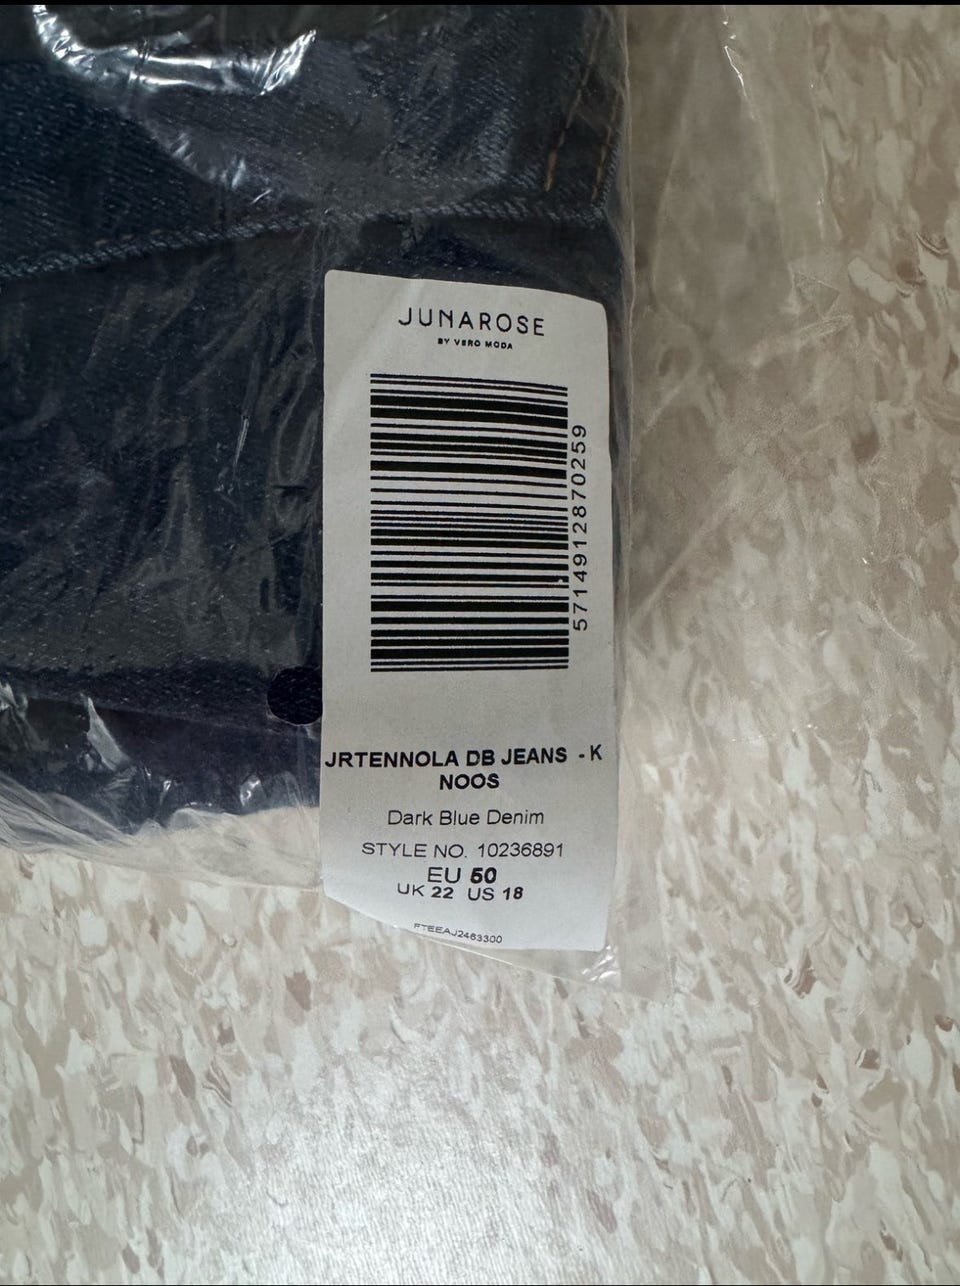 JUNAROSE
BY VERO MODA
5714912870259
JRTENNOLA DB JEANS - K
NOOS
Dark Blue Denim
STYLE NO. 10236891
EU 50
UK 22 US 18
FTEEAJ2463300